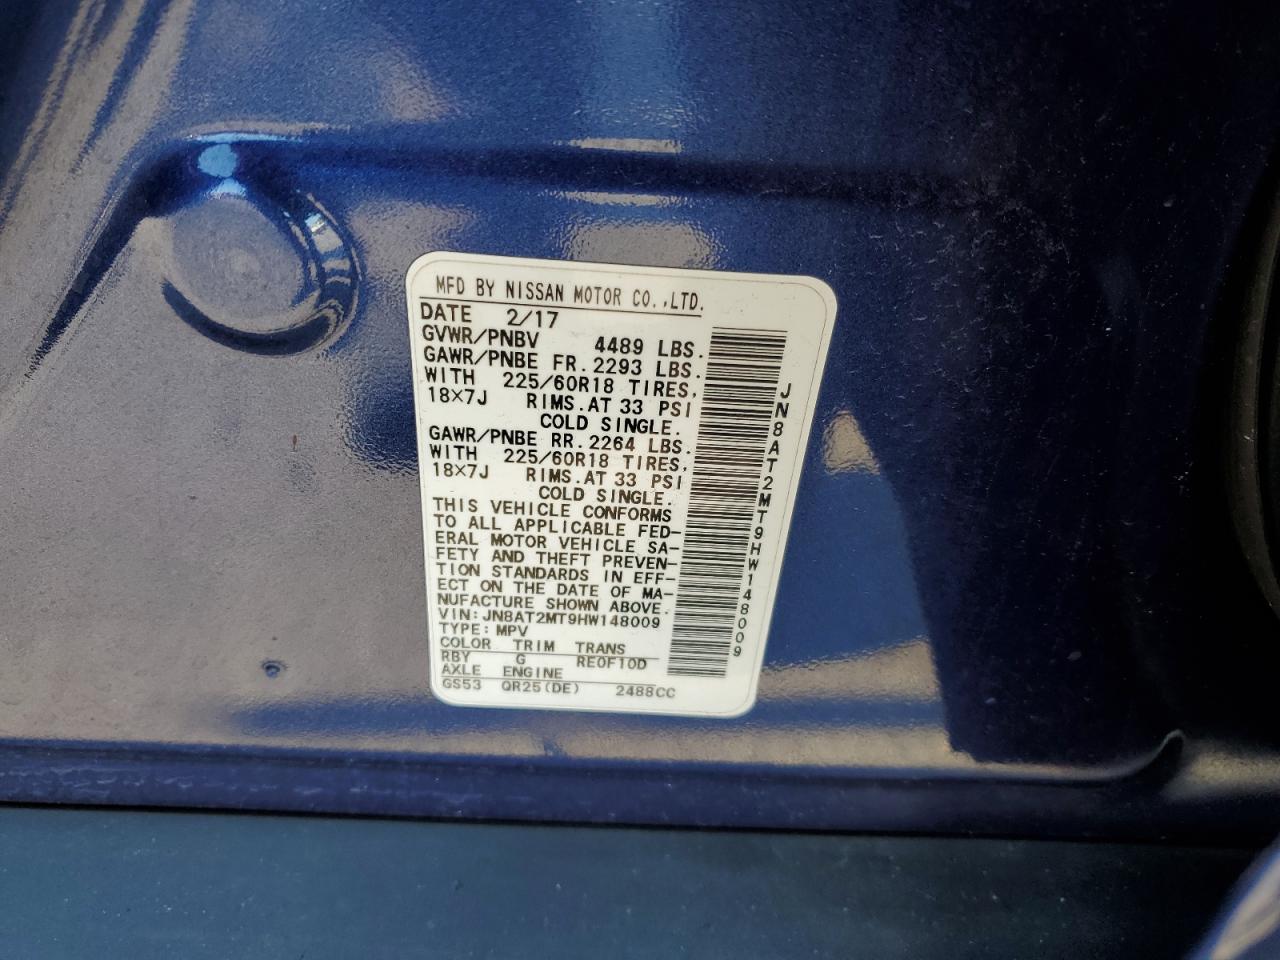 MFD BY NISSAN MOTOR CO.,LTD.
DATE 2/17
GVWR/PNBV 4489 LBS.
GAWR/PNBE FR. 2293 LBS.
WITH 225/60R18 TIRES,
18×7J RIMS.AT 33 PSI
COLD SINGLE.
GAWR/PNBE RR. 2264 LBS.
WITH 225/60R18 TIRES,
18×7J RIMS.AT 33 PSI
COLD SINGLE.
THIS VEHICLE CONFORMS
TO ALL APPLICABLE FED-
ERAL MOTOR VEHICLE SA-
FETY AND THEFT PREVEN-
TION STANDARDS IN EFF-
ECT ON THE DATE OF MA-
NUFACTURE SHOWN ABOVE.
VIN: JN8AT2MT9HW148009
TYPE: MPV
COLOR TRIM TRANS
RBY G RE0F10D
AXLE ENGINE
GS53 QR25(DE) 2488CC
JN8AT2MT9HW148009